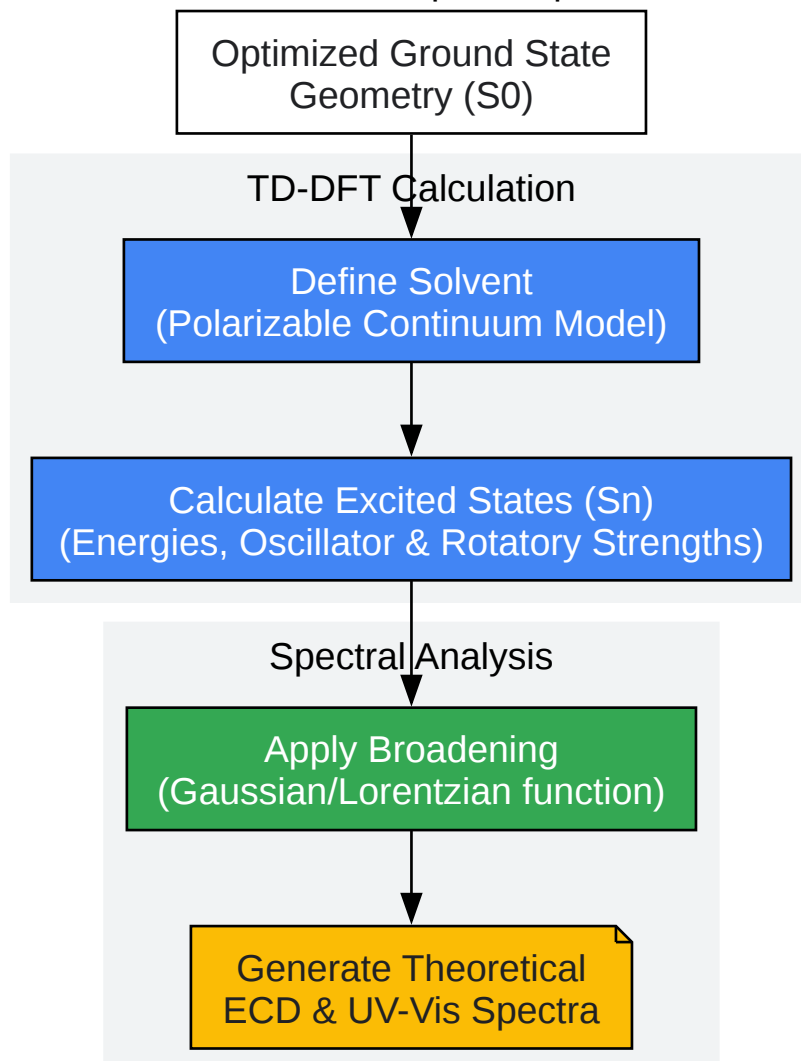 Optimized Ground State
Geometry (S0)
TD-DFT Calculation
Define Solvent
(Polarizable Continuum Model)
Calculate Excited States (Sn)
(Energies, Oscillator & Rotatory Strengths)
Spectral Analysis
Apply Broadening
(Gaussian/Lorentzian function)
Generate Theoretical
ECD & UV-Vis Spectra